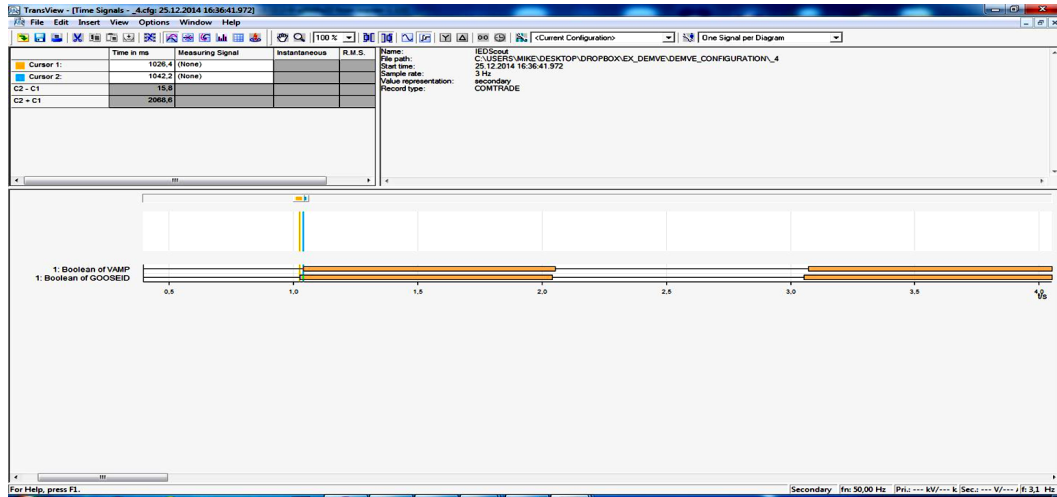 TransView - [Time Signals - _4.cfg: 25.12.2014 16:36:41.972]
File Edit Insert View Options Window Help
100 % <Current Configuration> One Signal per Diagram
Time in ms Measuring Signal Instantaneous R.M.S.
Cursor 1: 1026,4 (None)
Cursor 2: 1042,2 (None)
C2 - C1 15,8
C2 + C1 2068,6
Name: IEDScout
File path: C:\USERS\MIKE\DESKTOP\DROPBOX\EX_DEMVE\DEMVE_CONFIGURATION\_4
Start time: 25.12.2014 16:36:41.972
Sample rate: 3 Hz
Value representation: secondary
Record type: COMTRADE
1: Boolean of VAMP
1: Boolean of GOOSEID
0,5 1,0 1,5 2,0 2,5 3,0 3,5 4,0
t/s
For Help, press F1.
Secondary fn: 50,00 Hz Pri.: --- kV/--- k Sec.: --- V/--- f: 3,1 Hz